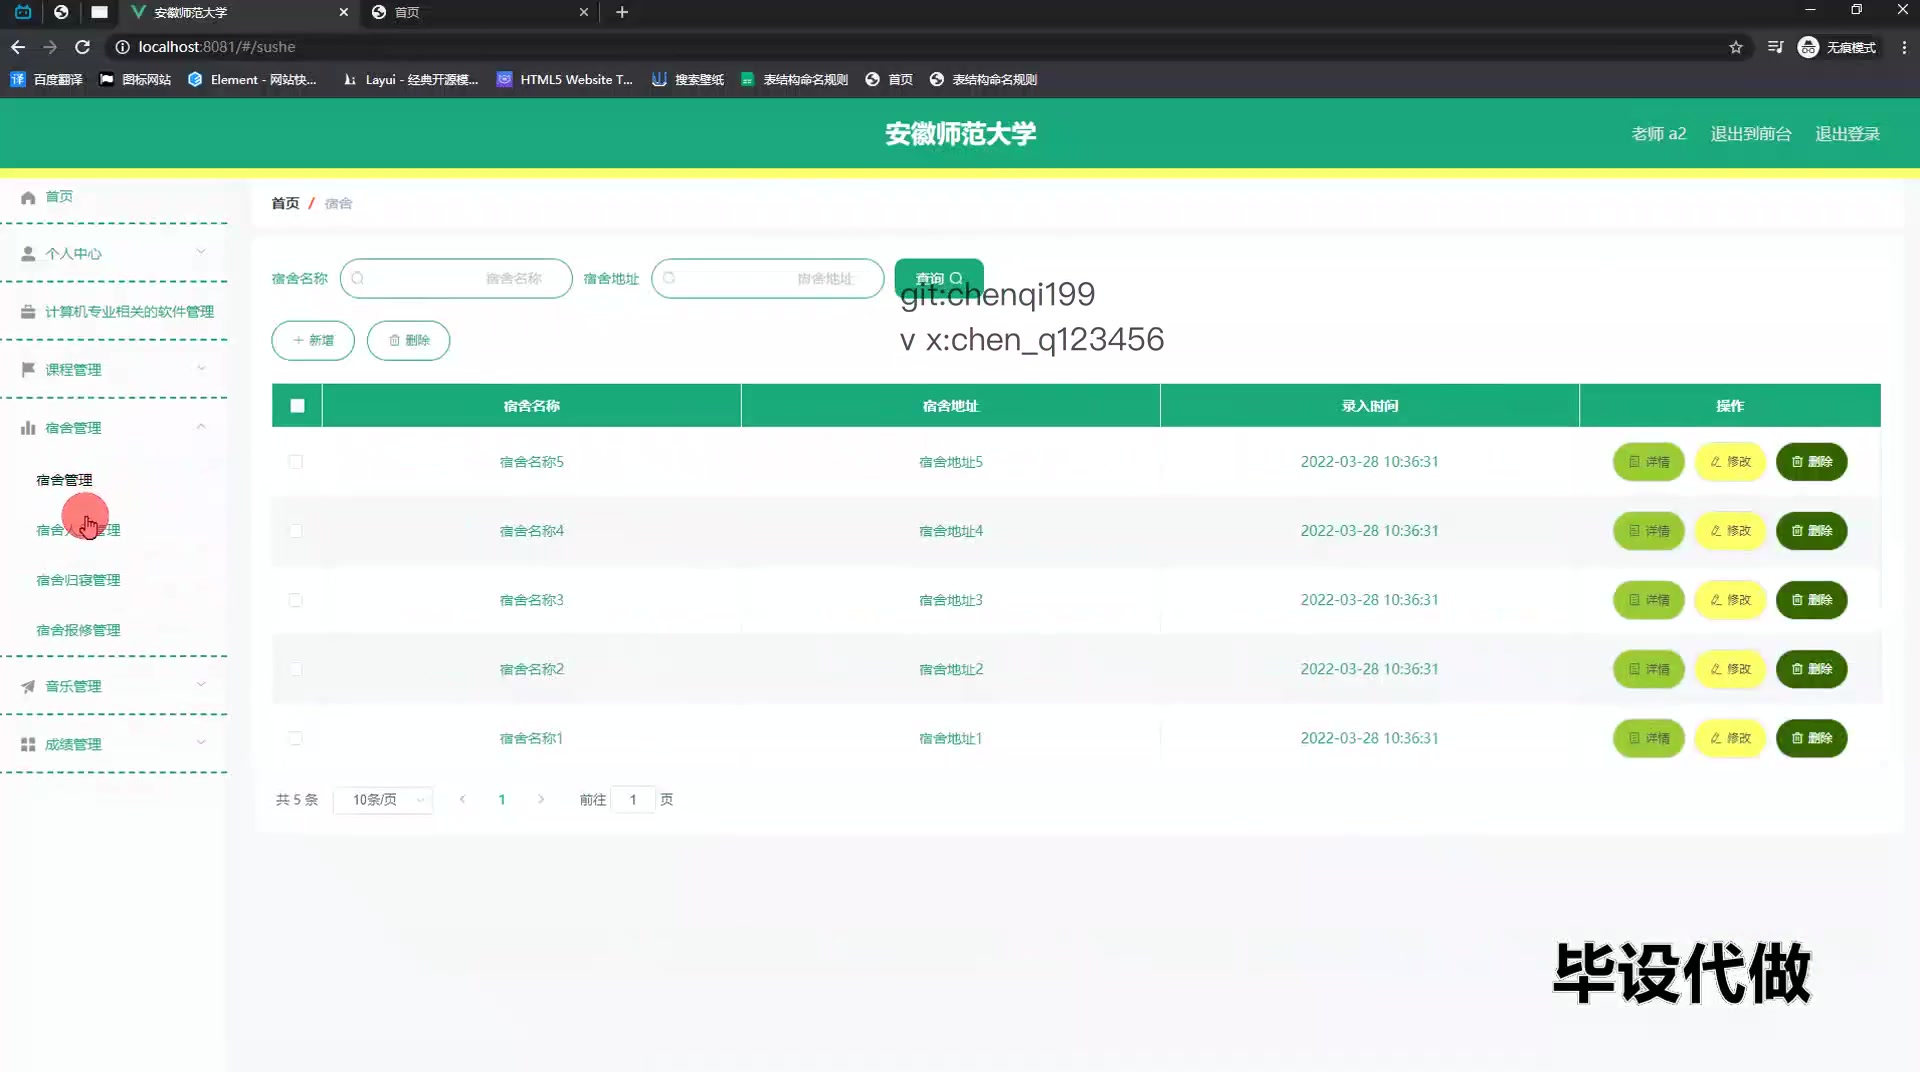 安徽师范大学
首页
localhost:8081/#/sushe
无痕模式
百度翻译
图标网站
Element - 网站快...
Layui - 经典开源模...
HTML5 Website T...
搜索壁纸
表结构命名规则
首页
表结构命名规则
安徽师范大学
老师 a2
退出到前台
退出登录
首页
个人中心
计算机专业相关的软件管理
课程管理
宿舍管理
宿舍管理
宿舍人员管理
宿舍归寝管理
宿舍报修管理
音乐管理
成绩管理
首页 / 宿舍
宿舍名称 宿舍名称 宿舍地址 宿舍地址 查询
git:chenqi199
v x:chen_q123456
新增 删除
宿舍名称 宿舍地址 录入时间 操作
宿舍名称5 宿舍地址5 2022-03-28 10:36:31 详情 修改 删除
宿舍名称4 宿舍地址4 2022-03-28 10:36:31 详情 修改 删除
宿舍名称3 宿舍地址3 2022-03-28 10:36:31 详情 修改 删除
宿舍名称2 宿舍地址2 2022-03-28 10:36:31 详情 修改 删除
宿舍名称1 宿舍地址1 2022-03-28 10:36:31 详情 修改 删除
共 5 条 10条/页 1 前往 1 页
毕设代做